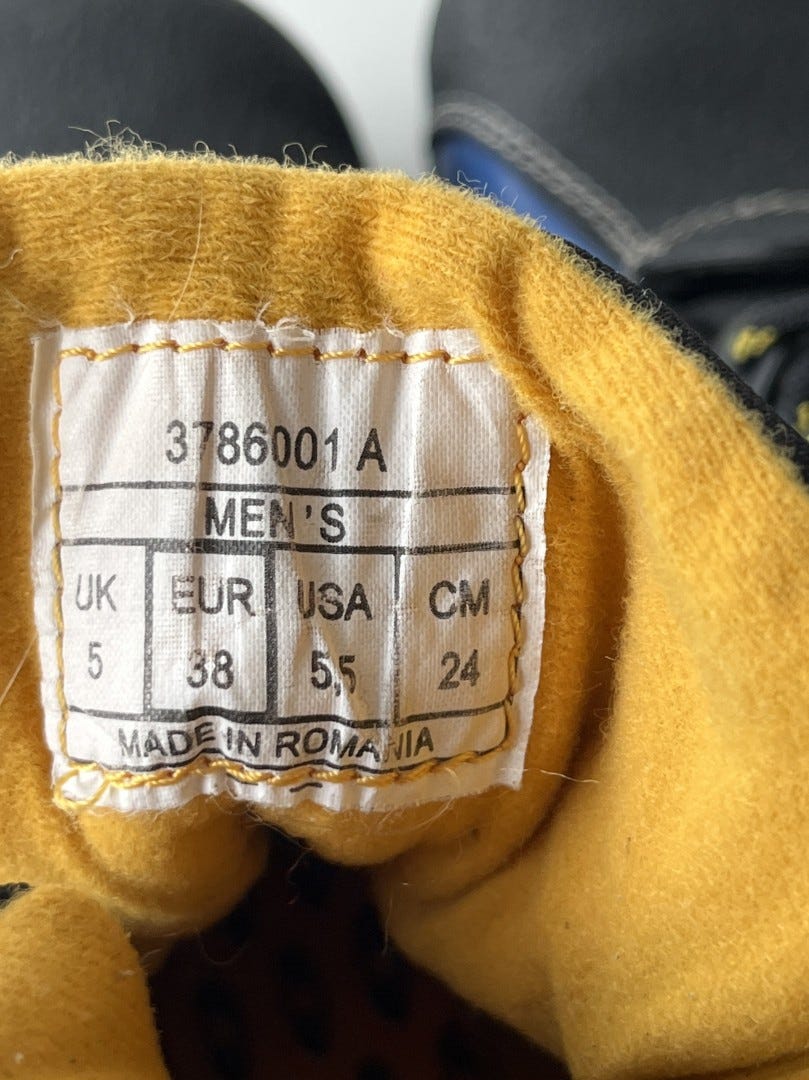 3786001 A
MEN'S
UK EUR USA CM
5 38 5,5 24
MADE IN ROMANIA